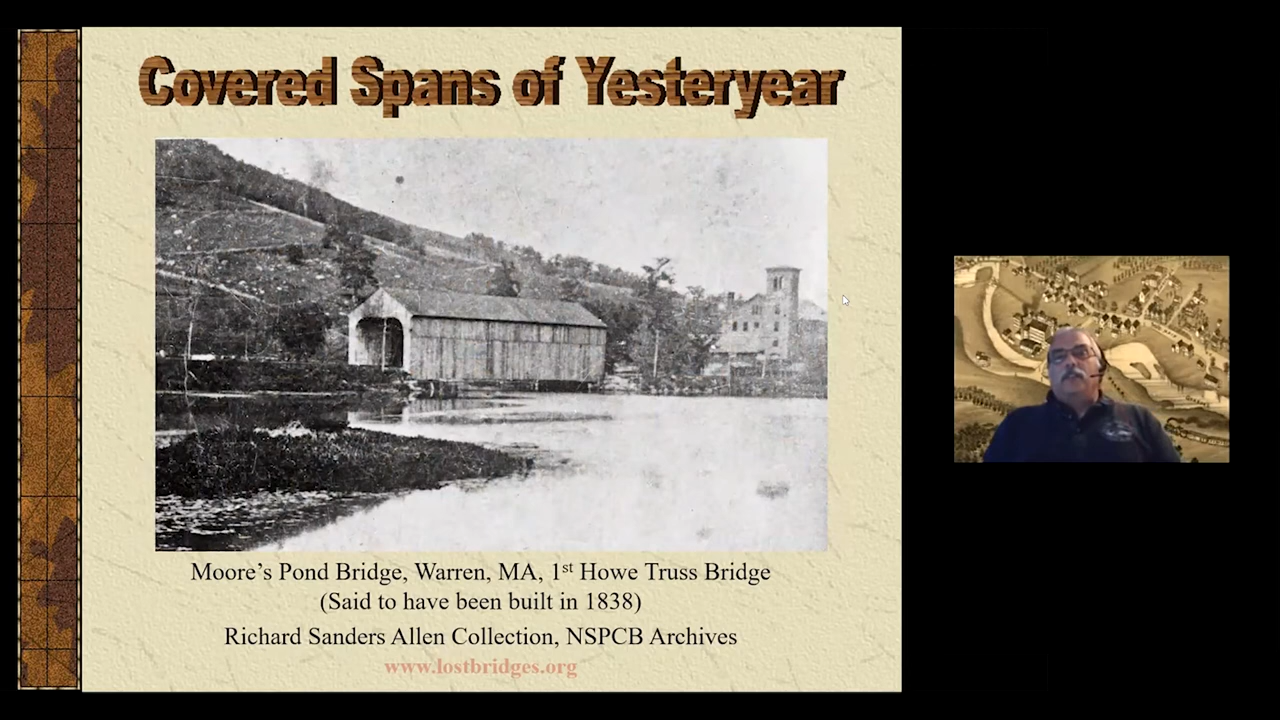 Covered Spans of Yesteryear
Moore's Pond Bridge, Warren, MA, 1st Howe Truss Bridge
(Said to have been built in 1838)
Richard Sanders Allen Collection, NSPCB Archives
www.lostbridges.org